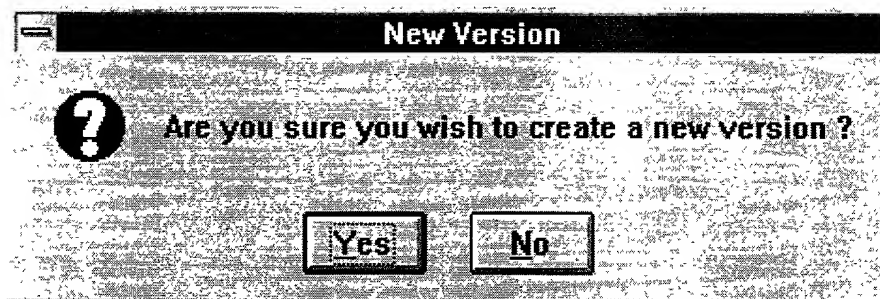 New Version
Are you sure you wish to create a new version ?
Yes
No